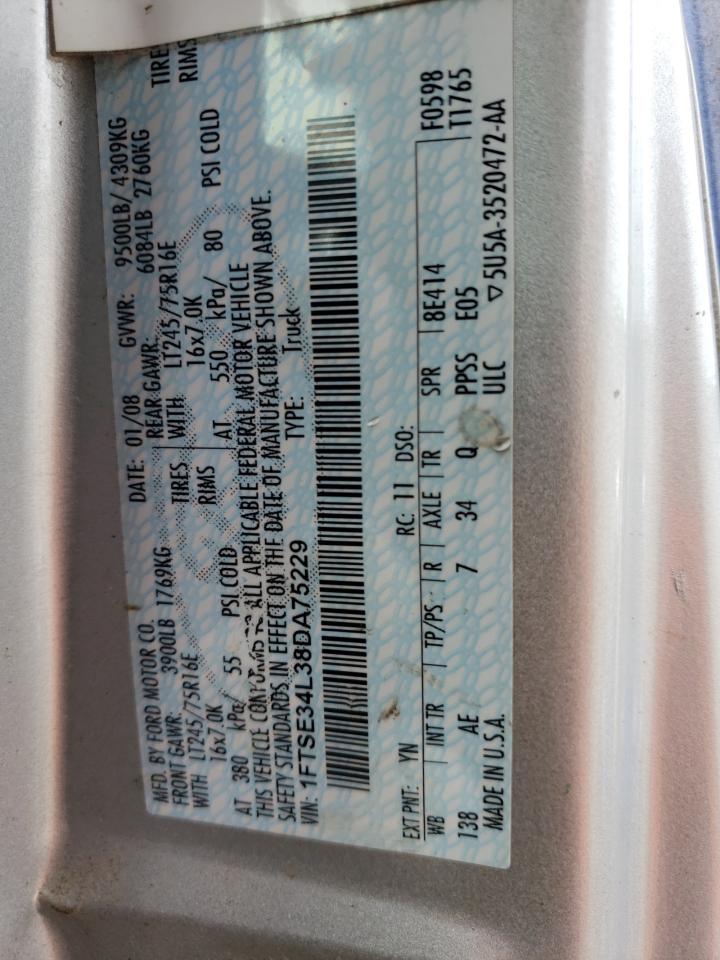 MFD. BY FORD MOTOR CO. DATE: 01/08 GVWR: 9500LB/ 4309KG
FRONT GAWR: 3900LB 1769KG REAR GAWR: 6084LB 2760KG
WITH LT245/75R16E TIRES WITH LT245/75R16E TIRES
16x7.0K RIMS 16x7.0K RIMS
AT 380 kPa/ 55 PSI COLD AT 550 kPa/ 80 PSI COLD
THIS VEHICLE CONFORMS TO ALL APPLICABLE FEDERAL MOTOR VEHICLE
SAFETY STANDARDS IN EFFECT ON THE DATE OF MANUFACTURE SHOWN ABOVE.
VIN: 1FTSE34L38DA75229 TYPE: Truck
F0598
T1765
EXT PNT: YN RC: 11 DSO:
WB INT TR TP/PS R AXLE TR SPR 8E414
138 AE 7 34 Q PPSS E05
MADE IN U.S.A. ULC ▽5U5A-3520472-AA